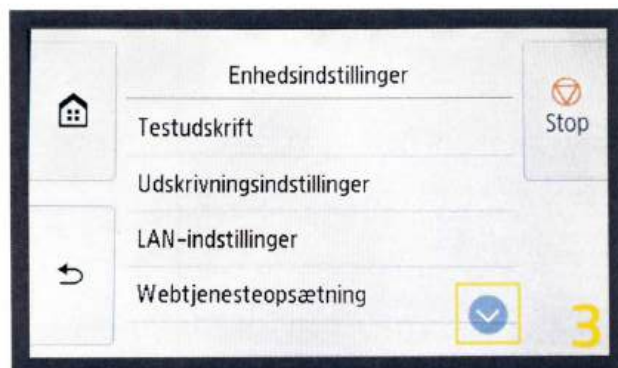 Enhedsindstillinger
Stop
Testudskrift
Udskrivningsindstillinger
LAN-indstillinger
Webtjenesteopsætning
3